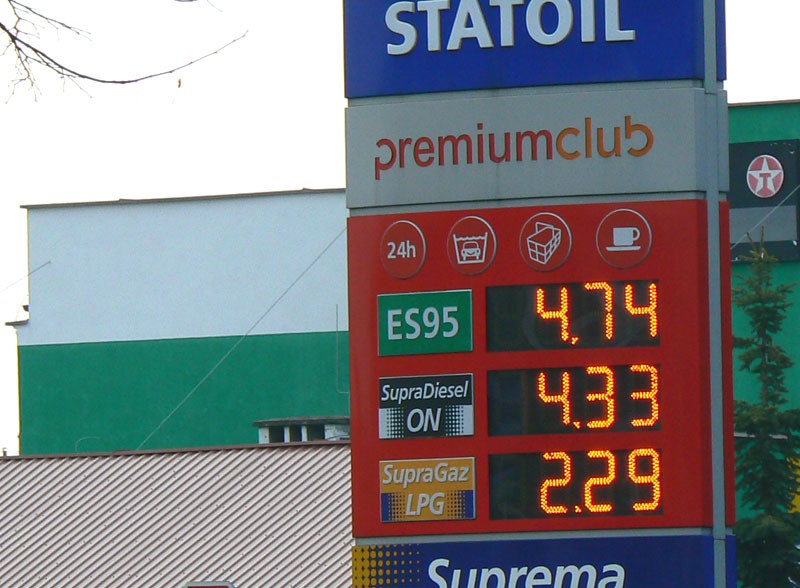 STATOIL
premiumclub
24h
ES95 4.74
SupraDiesel
ON 4.33
SupraGaz
LPG 2.29
Suprema
T